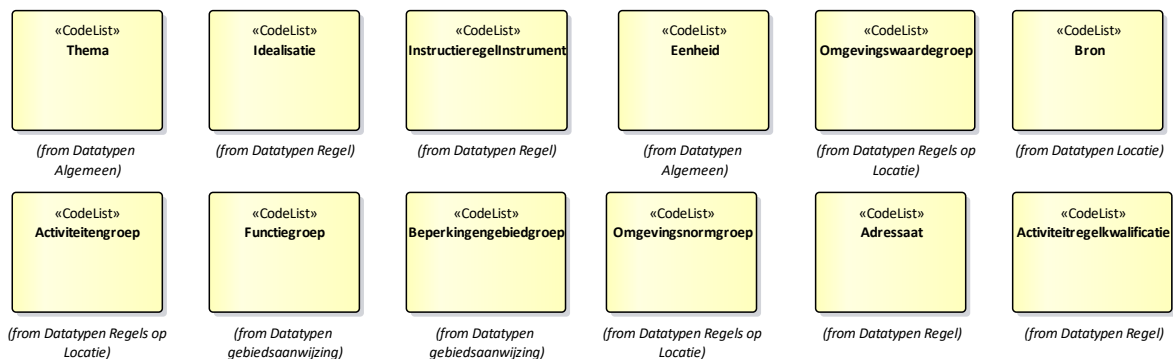 «CodeList»
Thema
(from Datatypen
Algemeen)
«CodeList»
Idealisatie
(from Datatypen Regel)
«CodeList»
InstructieregelInstrument
(from Datatypen Regel)
«CodeList»
Eenheid
(from Datatypen
Algemeen)
«CodeList»
Omgevingswaardegroep
(from Datatypen Regels op
Locatie)
«CodeList»
Bron
(from Datatypen Locatie)
«CodeList»
Activiteitengroep
(from Datatypen Regels op
Locatie)
«CodeList»
Functiegroep
(from Datatypen
gebiedsaanwijzing)
«CodeList»
Beperkingengebiedgroep
(from Datatypen
gebiedsaanwijzing)
«CodeList»
Omgevingsnormgroep
(from Datatypen Regels op
Locatie)
«CodeList»
Adressaat
(from Datatypen Regel)
«CodeList»
Activiteitregelkwalificatie
(from Datatypen Regel)